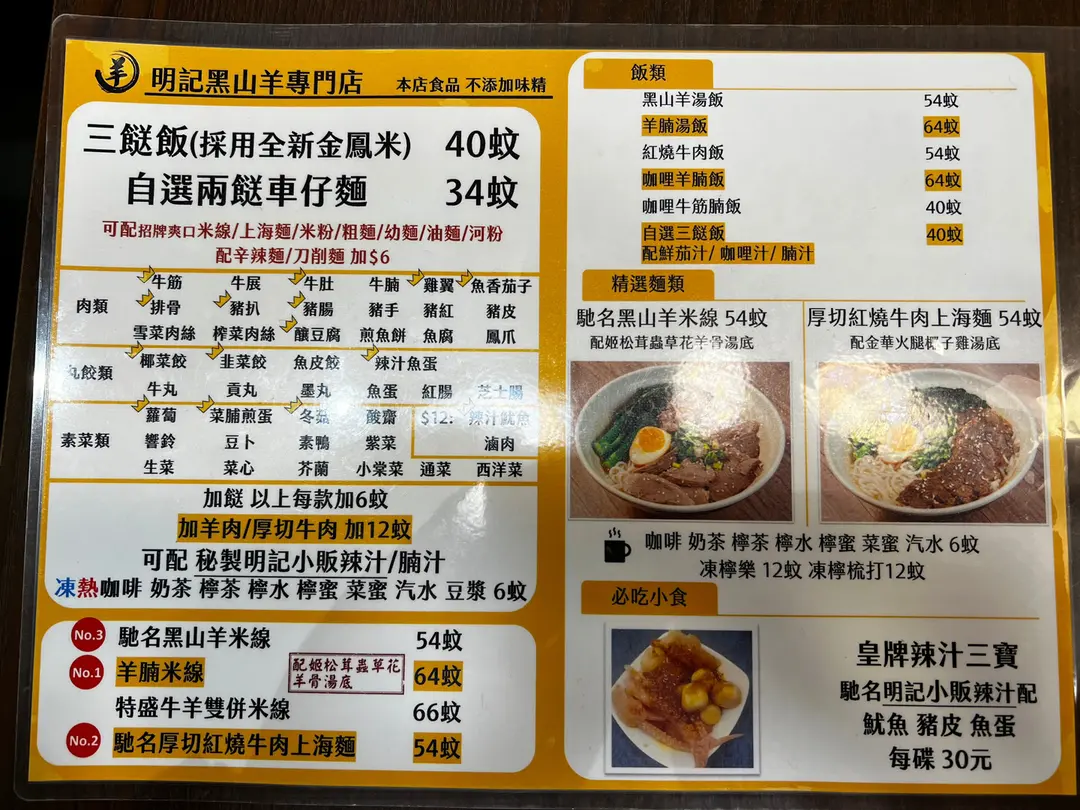 羊 明記黑山羊專門店 本店食品 不添加味精
三餸飯(採用全新金鳳米) 40蚊
自選兩餸車仔麵 34蚊
可配招牌爽口米線/上海麵/米粉/粗麵/幼麵/油麵/河粉
配辛辣麵/刀削麵 加$6
肉類
牛筋 牛展 牛肚 牛腩 雞翼 魚香茄子
排骨 豬扒 豬腸 豬手 豬紅 豬皮
雪菜肉絲 榨菜肉絲 釀豆腐 煎魚餅 魚腐 鳳爪
丸餃類
椰菜餃 韭菜餃 魚皮餃 辣汁魚蛋
牛丸 貢丸 墨丸 魚蛋 紅腸 芝士腸
素菜類
蘿蔔 菜脯煎蛋 冬菇 酸齋 $12: 辣汁魷魚
響鈴 豆卜 素鴨 紫菜 滷肉
生菜 菜心 芥蘭 小棠菜 通菜 西洋菜
加餸 以上每款加6蚊
加羊肉/厚切牛肉 加12蚊
可配 秘製明記小販辣汁/腩汁
凍熱咖啡 奶茶 檸茶 檸水 檸蜜 菜蜜 汽水 豆漿 6蚊
No.3 馳名黑山羊米線 54蚊
No.1 羊腩米線 64蚊
配姬松茸蟲草花
羊骨湯底
特盛牛羊雙併米線 66蚊
No.2 馳名厚切紅燒牛肉上海麵 54蚊
飯類
黑山羊湯飯 54蚊
羊腩湯飯 64蚊
紅燒牛肉飯 54蚊
咖哩羊腩飯 64蚊
咖哩牛筋腩飯 40蚊
自選三餸飯 40蚊
配鮮茄汁/ 咖哩汁/ 腩汁
精選麵類
馳名黑山羊米線 54蚊
配姬松茸蟲草花羊骨湯底
厚切紅燒牛肉上海麵 54蚊
配金華火腿椰子雞湯底
咖啡 奶茶 檸茶 檸水 檸蜜 菜蜜 汽水 6蚊
凍檸樂 12蚊 凍檸梳打12蚊
必吃小食
皇牌辣汁三寶
馳名明記小販辣汁配
魷魚 豬皮 魚蛋
每碟 30元